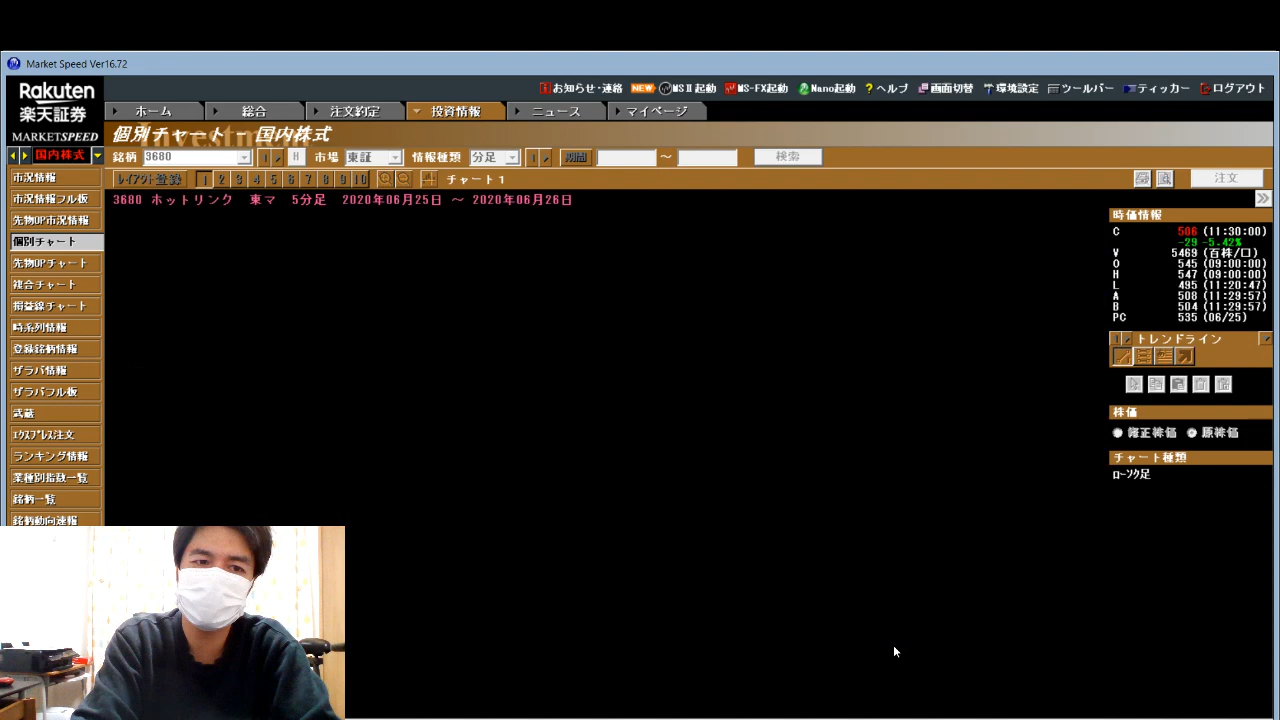 Market Speed Ver16.72
Rakuten
楽天証券
MARKETSPEED
お知らせ・連絡 NEW MSⅡ起動 MS-FX起動 Nano起動 ? ヘルプ 画面切替 環境設定 ツールバー ティッカー ログアウト
ホーム 総合 注文約定 投資情報 ニュース マイページ
個別チャート － 国内株式
国内株式
銘柄 3680 H 市場 東証 情報種類 分足 期間 ～ 検索
レイアウト登録 1 2 3 4 5 6 7 8 9 10 チャート1 注文
3680 ホットリンク 東マ 5分足 2020年06月25日 ～ 2020年06月26日
市況情報
市況情報フル板
先物OP市況情報
個別チャート
先物OPチャート
複合チャート
損益線チャート
時系列情報
登録銘柄情報
ザラバ情報
ザラバフル板
武蔵
エクスプレス注文
ランキング情報
業種別指数一覧
銘柄一覧
銘柄動向速報
時価情報
C 506 (11:30:00)
-29 -5.42%
V 5469 (百株/口)
O 545 (09:00:00)
H 547 (09:00:00)
L 495 (11:20:47)
A 508 (11:29:57)
B 504 (11:29:57)
PC 535 (06/25)
トレンドライン
株価
修正株価 原株価
チャート種類
ローソク足